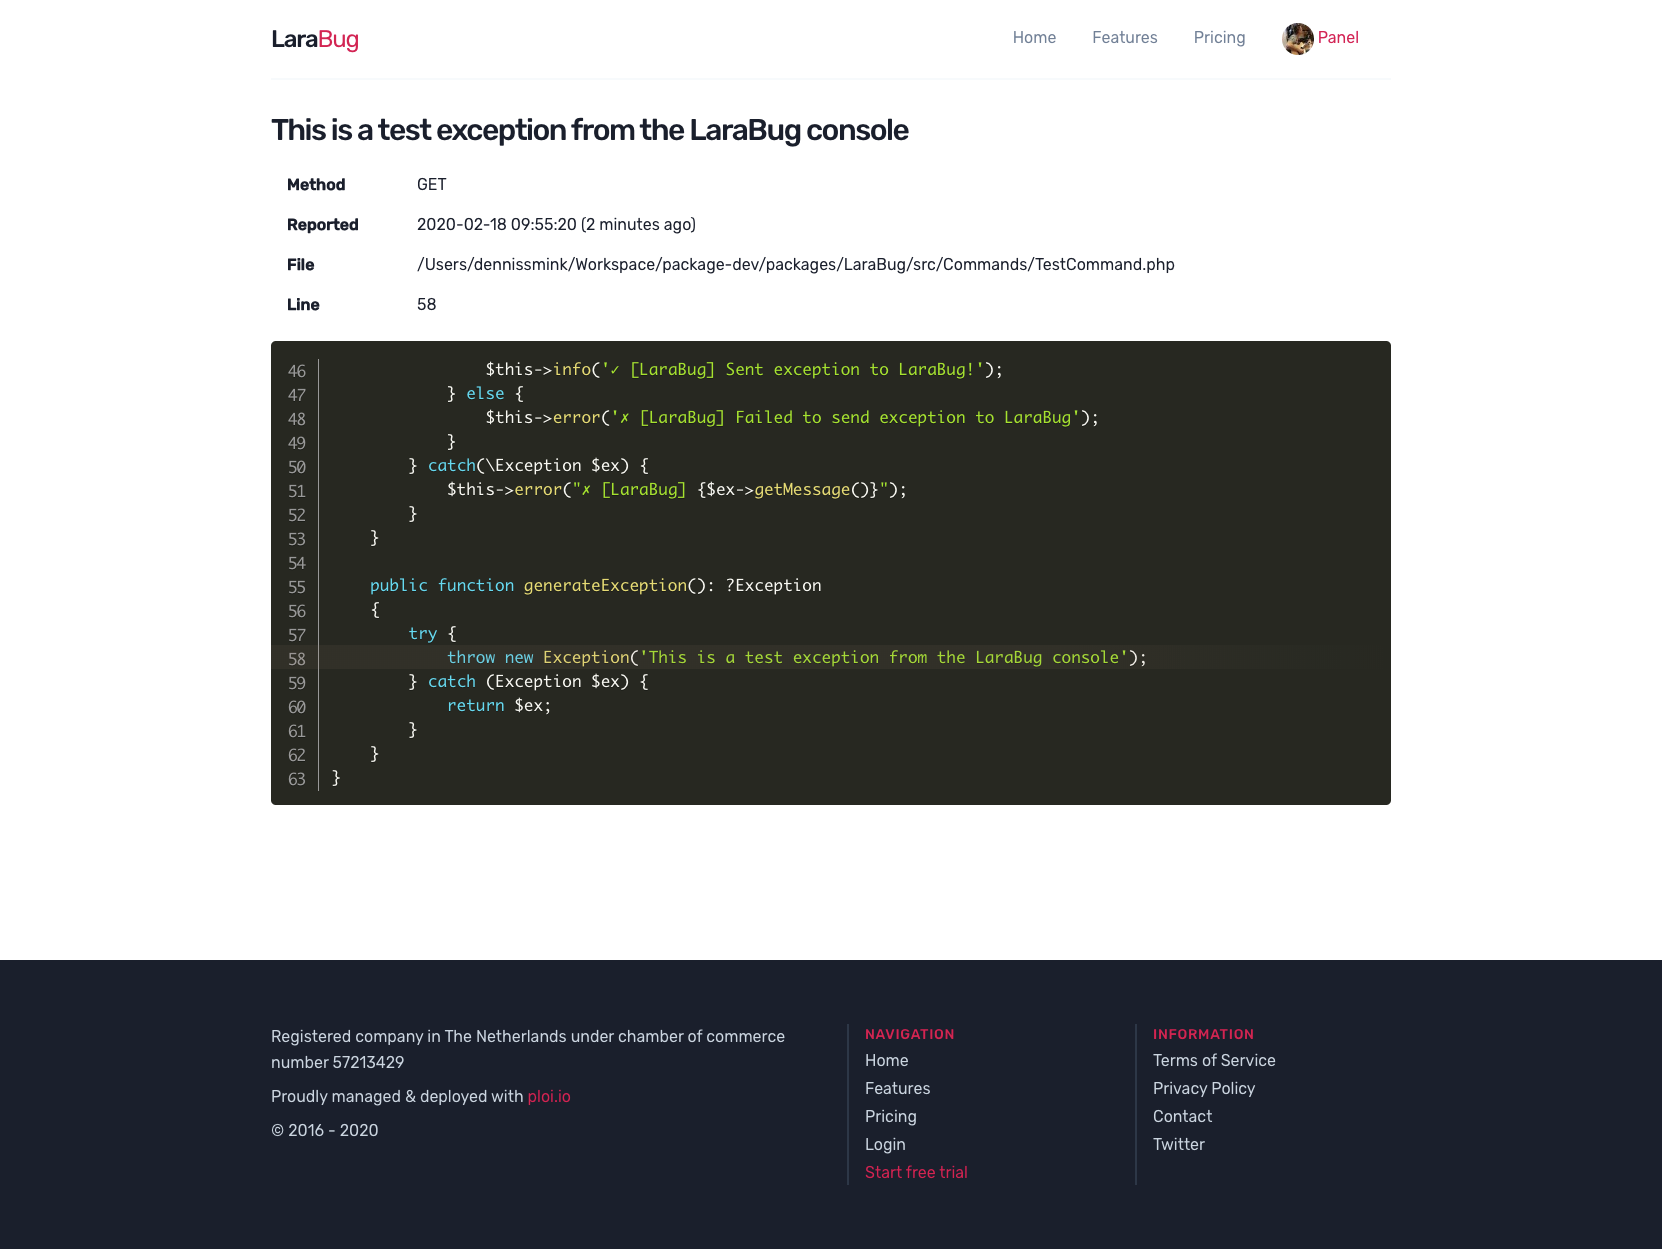 LaraBug
Home Features Pricing Panel
This is a test exception from the LaraBug console
Method GET
Reported 2020-02-18 09:55:20 (2 minutes ago)
File /Users/dennissmink/Workspace/package-dev/packages/LaraBug/src/Commands/TestCommand.php
Line 58
46                 $this->info('✓ [LaraBug] Sent exception to LaraBug!');
47             } else {
48                 $this->error('✗ [LaraBug] Failed to send exception to LaraBug');
49             }
50         } catch(\Exception $ex) {
51             $this->error("✗ [LaraBug] {$ex->getMessage()}");
52         }
53     }
54
55     public function generateException(): ?Exception
56     {
57         try {
58             throw new Exception('This is a test exception from the LaraBug console');
59         } catch (Exception $ex) {
60             return $ex;
61         }
62     }
63 }
Registered company in The Netherlands under chamber of commerce
number 57213429
Proudly managed & deployed with ploi.io
© 2016 - 2020
NAVIGATION
Home
Features
Pricing
Login
Start free trial
INFORMATION
Terms of Service
Privacy Policy
Contact
Twitter